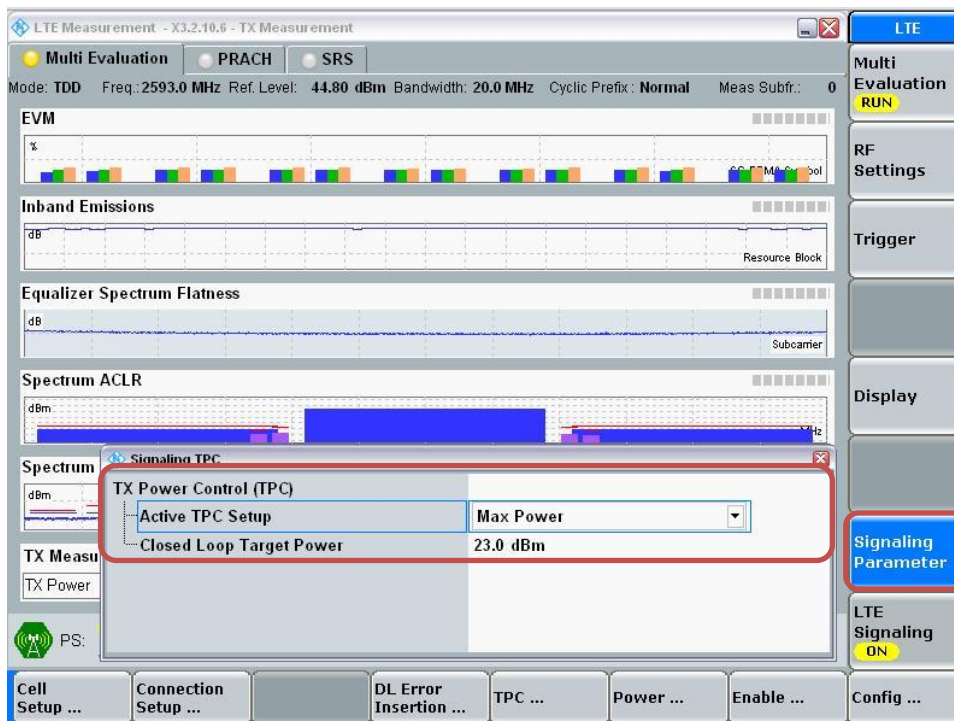 LTE Measurement - X3.2.10.6 - TX Measurement
LTE
Multi Evaluation PRACH SRS
Mode: TDD Freq.: 2593.0 MHz Ref. Level: 44.80 dBm Bandwidth: 20.0 MHz Cyclic Prefix: Normal Meas Subfr.: 0
Multi
Evaluation
RUN
EVM
%
RF
Settings
Inband Emissions
dB
Resource Block
Trigger
Equalizer Spectrum Flatness
dB
Subcarrier
Spectrum ACLR
dBm
Display
Spectrum
dBm
Signaling TPC
TX Power Control (TPC)
Active TPC Setup Max Power
Closed Loop Target Power 23.0 dBm
Signaling
Parameter
TX Measu
TX Power
PS:
LTE
Signaling
ON
Cell
Setup ...
Connection
Setup ...
DL Error
Insertion ...
TPC ...
Power ...
Enable ...
Config ...